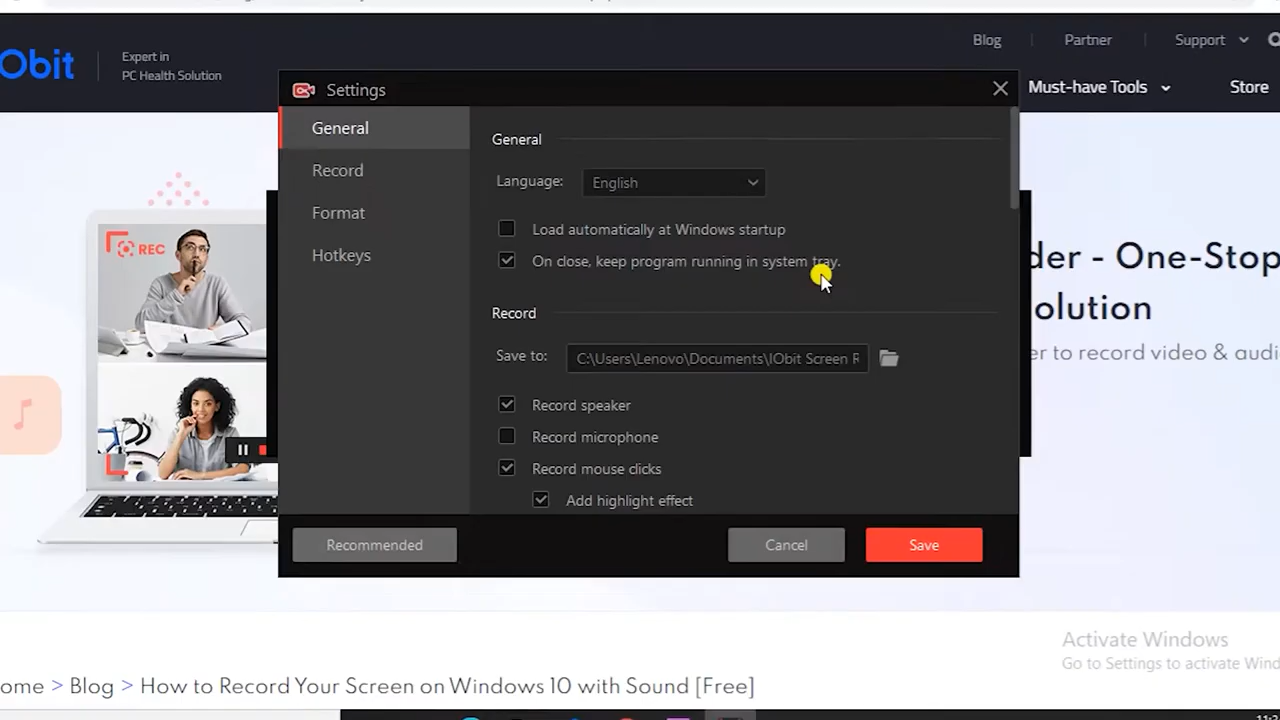 Obit
Expert in
PC Health Solution
Blog
Partner
Support
Must-have Tools
Store
Settings
General
Record
Format
Hotkeys
General
Language:
English
Load automatically at Windows startup
On close, keep program running in system tray.
Record
Save to:
C:\Users\Lenovo\Documents\IObit Screen R
Record speaker
Record microphone
Record mouse clicks
Add highlight effect
Recommended
Cancel
Save
REC
der - One-Stop
olution
er to record video & audi
Activate Windows
Go to Settings to activate Wind
ome > Blog > How to Record Your Screen on Windows 10 with Sound [Free]